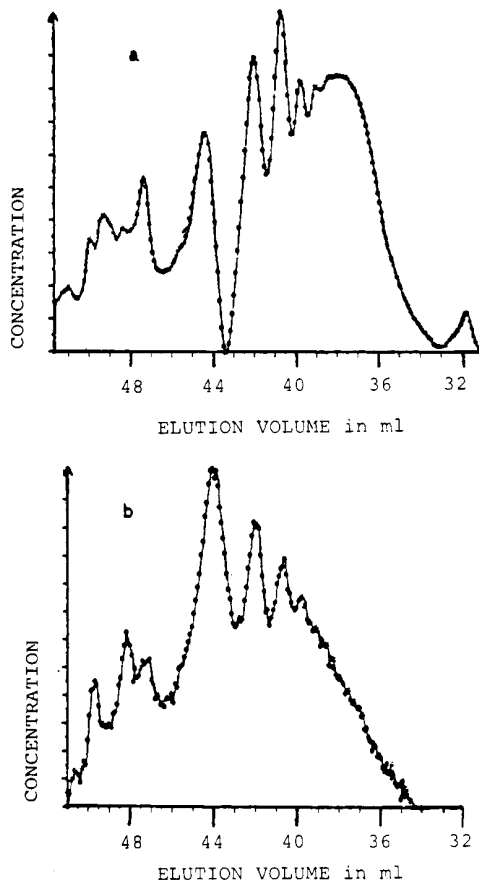 a
CONCENTRATION
48 44 40 36 32
ELUTION VOLUME in ml
b
CONCENTRATION
48 44 40 36 32
ELUTION VOLUME in ml